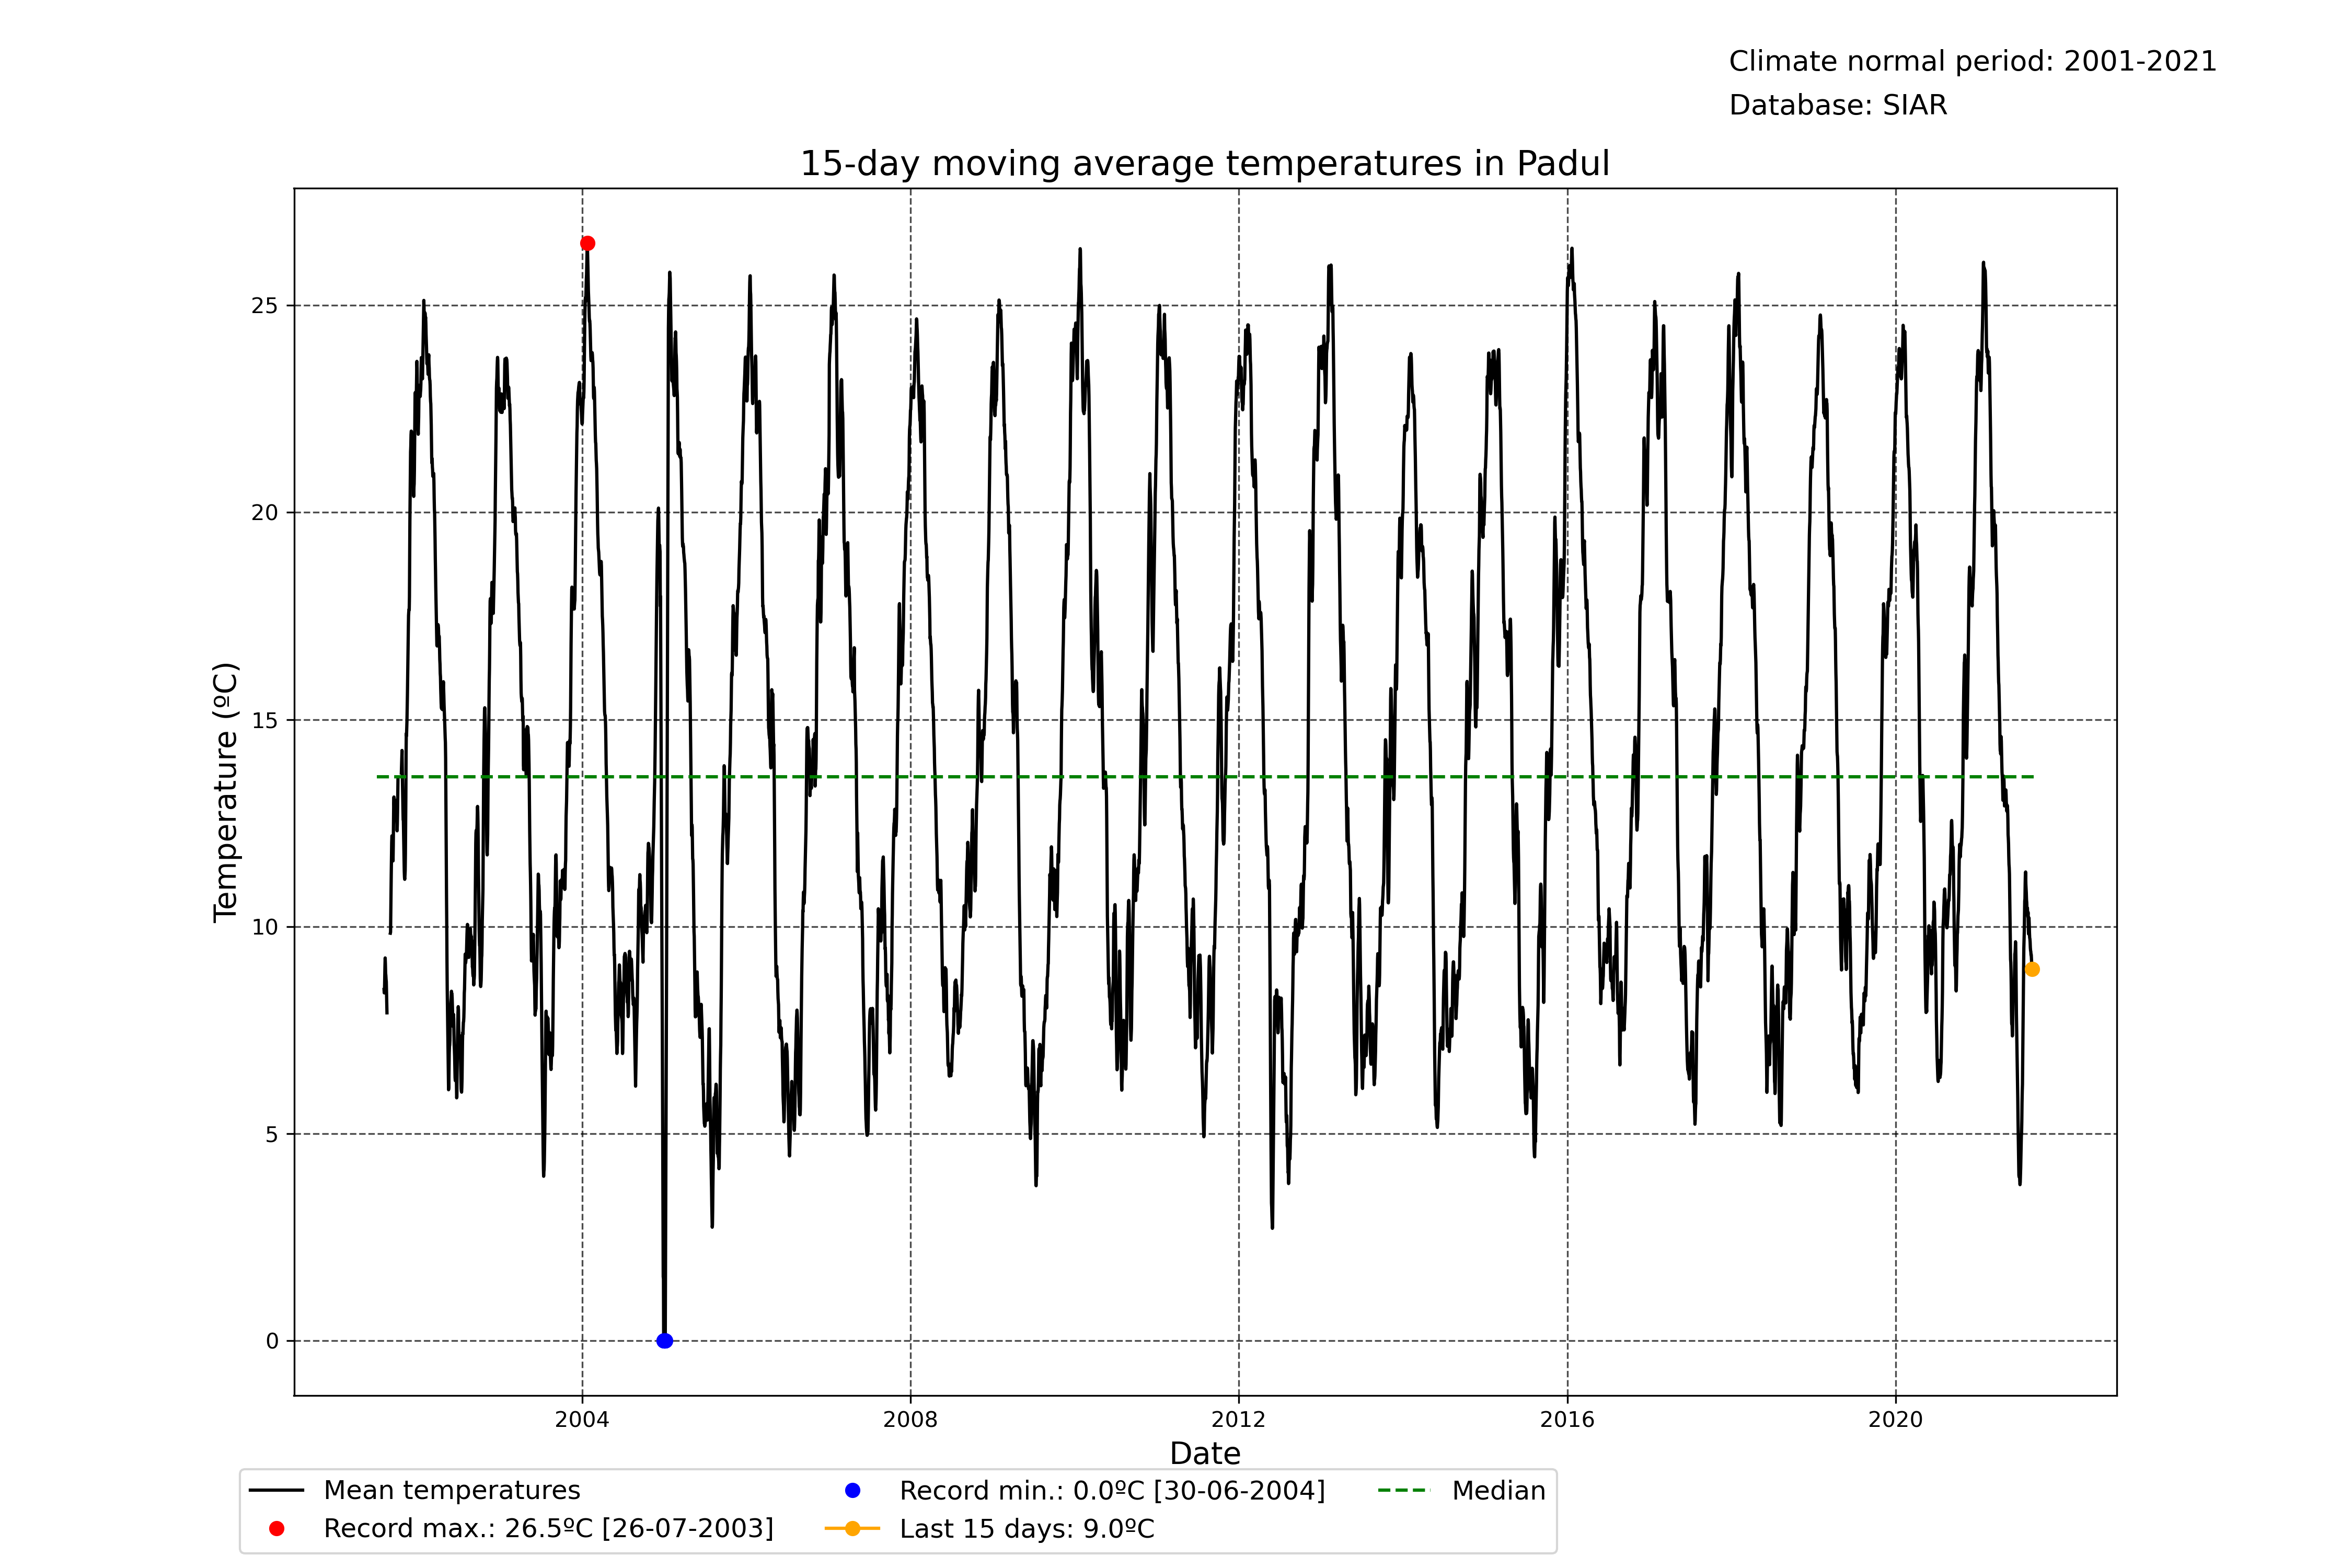 Climate normal period: 2001-2021
Database: SIAR
15-day moving average temperatures in Padul
Temperature (ºC)
25
20
15
10
5
0
2004
2008
2012
2016
2020
Date
Mean temperatures
Record max.: 26.5ºC [26-07-2003]
Record min.: 0.0ºC [30-06-2004]
Last 15 days: 9.0ºC
Median